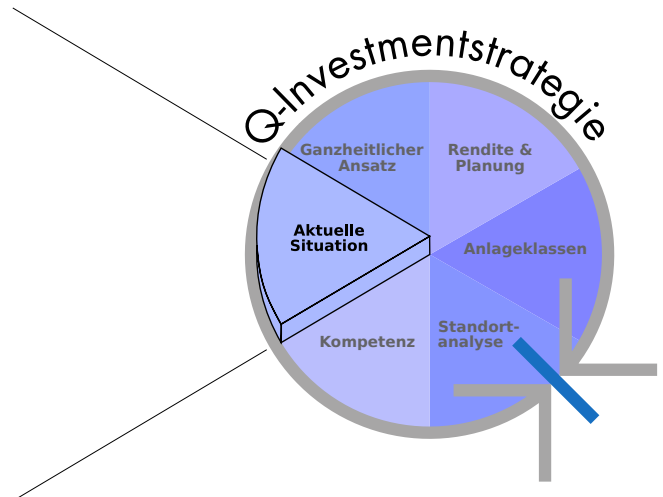 Q-Investmentstrategie
Ganzheitlicher
Ansatz
Rendite &
Planung
Aktuelle
Situation
Anlageklassen
Kompetenz
Standort-
analyse